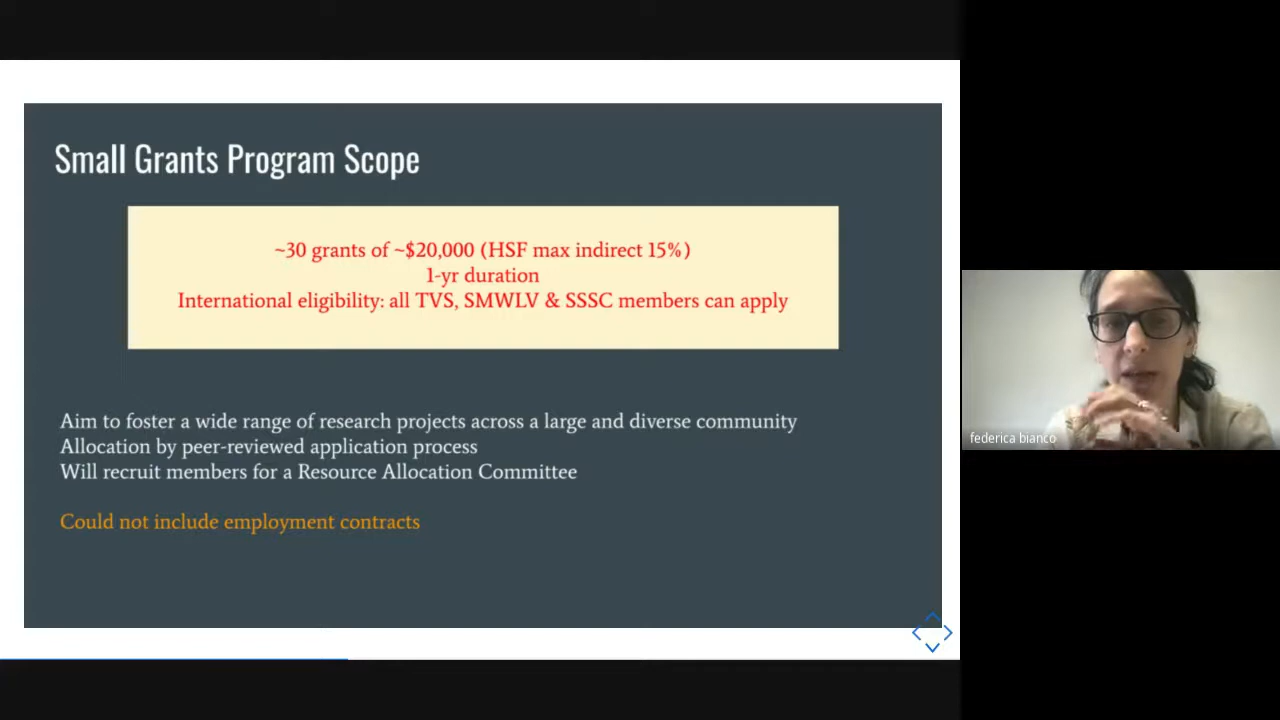 Small Grants Program Scope
~30 grants of ~$20,000 (HSF max indirect 15%)
1-yr duration
International eligibility: all TVS, SMWLV & SSSC members can apply
Aim to foster a wide range of research projects across a large and diverse community
Allocation by peer-reviewed application process
Will recruit members for a Resource Allocation Committee
Could not include employment contracts
federica bianco